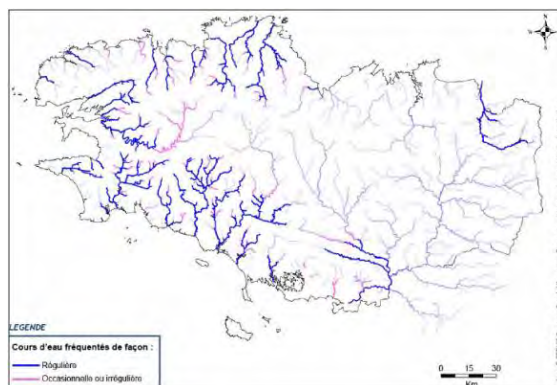 N
LEGENDE
Cours d'eau fréquentés de façon :
Régulière
Occasionnelle ou irrégulière
0 15 30
Km